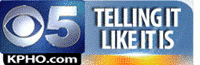 5
KPHO.com
TELLING IT
LIKE IT IS